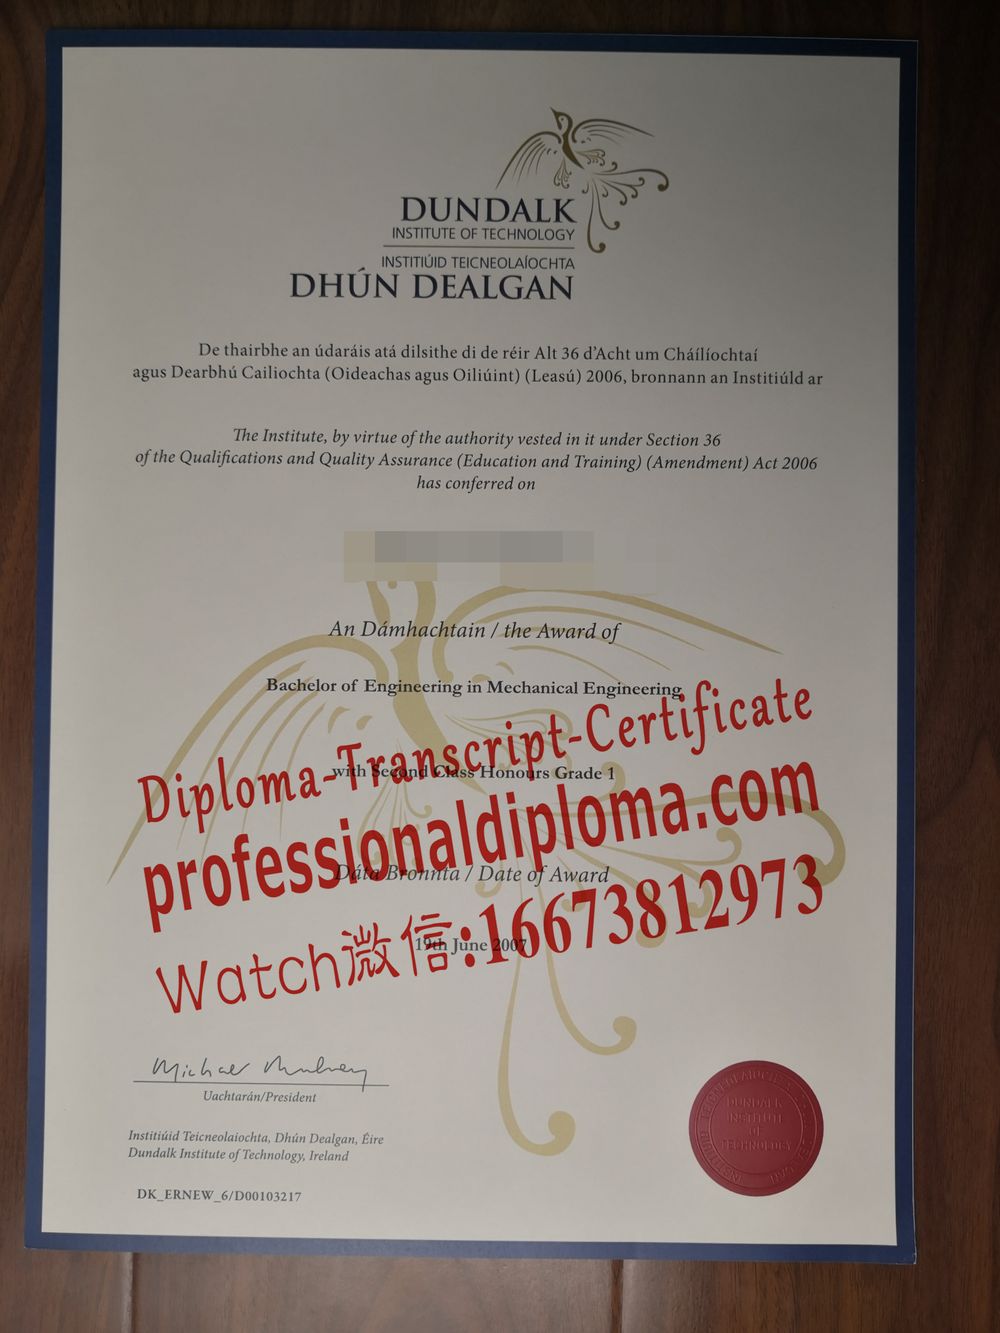 DUNDALK
INSTITUTE OF TECHNOLOGY
INSTITIÚID TEICNEOLAÍOCHTA
DHÚN DEALGAN
De thairbhe an údaráis atá dilsithe di de réir Alt 36 d'Acht um Cháilíochtaí
agus Dearbhú Cailiochta (Oideachas agus Oiliúint) (Leasú) 2006, bronnann an Institiúld ar
The Institute, by virtue of the authority vested in it under Section 36
of the Qualifications and Quality Assurance (Education and Training) (Amendment) Act 2006
has conferred on
An Dámhachtain / the Award of
Bachelor of Engineering in Mechanical Engineering
with Second Class Honours Grade 1
Dáta Bronnta / Date of Award
19th June 2007
Diploma-Transcript-Certificate
professionaldiploma.com
Watch微信:16673812973
Uachtarán/President
Institiúid Teicneolaiochta, Dhún Dealgan, Éire
Dundalk Institute of Technology, Ireland
DK_ERNEW_6/D00103217
DUNDALK
INSTITUTE
OF
TECHNOLOGY